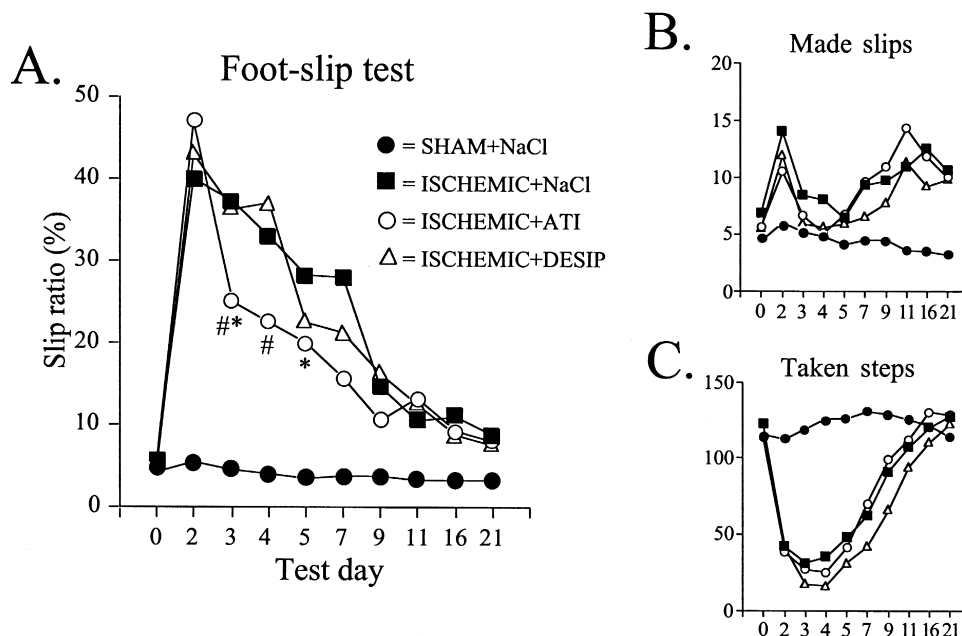 A.
Foot-slip test
Slip ratio (%)
50
40
30
20
10
0
● = SHAM+NaCl
■ = ISCHEMIC+NaCl
○ = ISCHEMIC+ATI
△ = ISCHEMIC+DESIP
#*
#
*
0 2 3 4 5 7 9 11 16 21
Test day
B.
Made slips
20
15
10
5
0
0 2 3 4 5 7 9 11 16 21
C.
Taken steps
150
100
50
0
0 2 3 4 5 7 9 11 16 21